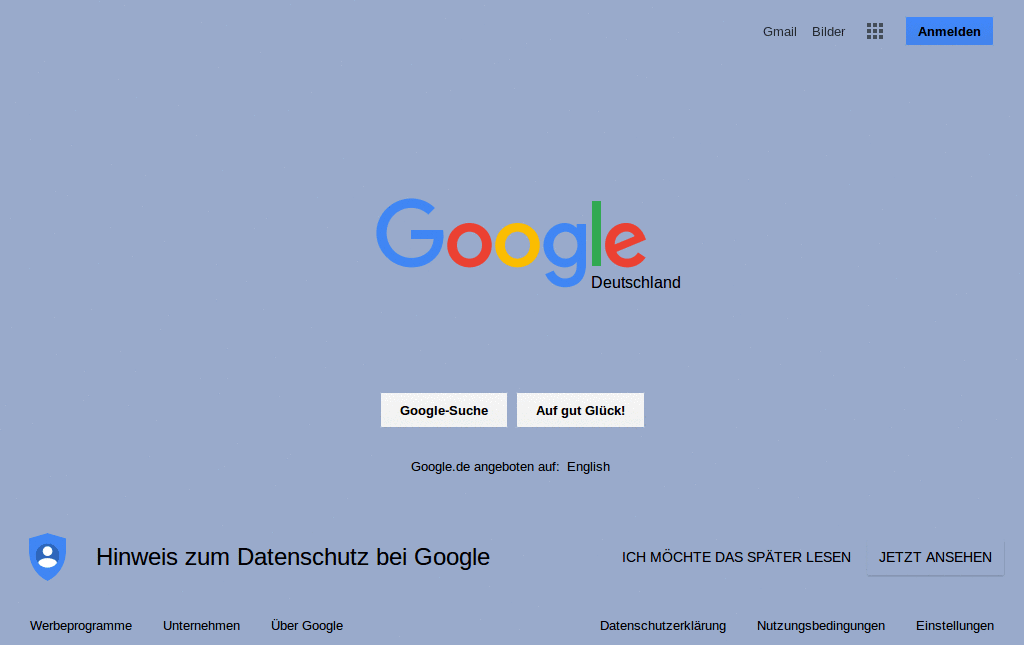 Gmail Bilder Anmelden
Google
Deutschland
Google-Suche Auf gut Glück!
Google.de angeboten auf: English
Hinweis zum Datenschutz bei Google ICH MÖCHTE DAS SPÄTER LESEN JETZT ANSEHEN
Werbeprogramme Unternehmen Über Google Datenschutzerklärung Nutzungsbedingungen Einstellungen